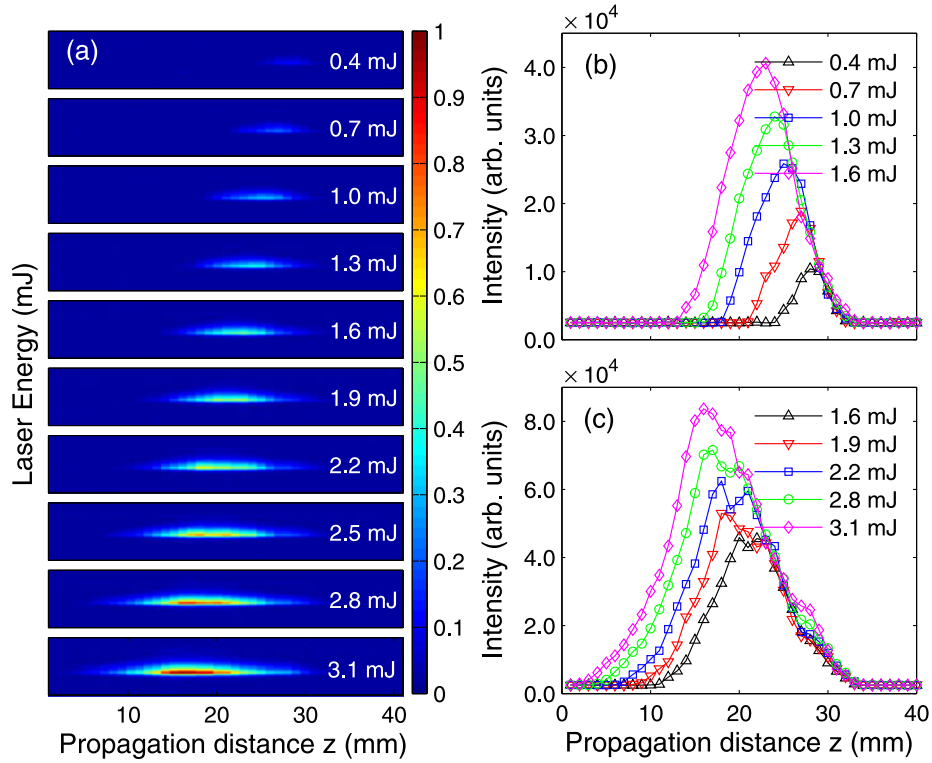 (a)
0.4 mJ
0.7 mJ
1.0 mJ
1.3 mJ
1.6 mJ
1.9 mJ
2.2 mJ
2.5 mJ
2.8 mJ
3.1 mJ
Laser Energy (mJ)
10 20 30 40
Propagation distance z (mm)
1
0.9
0.8
0.7
0.6
0.5
0.4
0.3
0.2
0.1
0
× 10⁴
(b)
4.0
3.0
2.0
1.0
0.0
Intensity (arb. units)
0.4 mJ
0.7 mJ
1.0 mJ
1.3 mJ
1.6 mJ
0 10 20 30 40
× 10⁴
(c)
8.0
6.0
4.0
2.0
0.0
Intensity (arb. units)
1.6 mJ
1.9 mJ
2.2 mJ
2.8 mJ
3.1 mJ
0 10 20 30 40
Propagation distance z (mm)